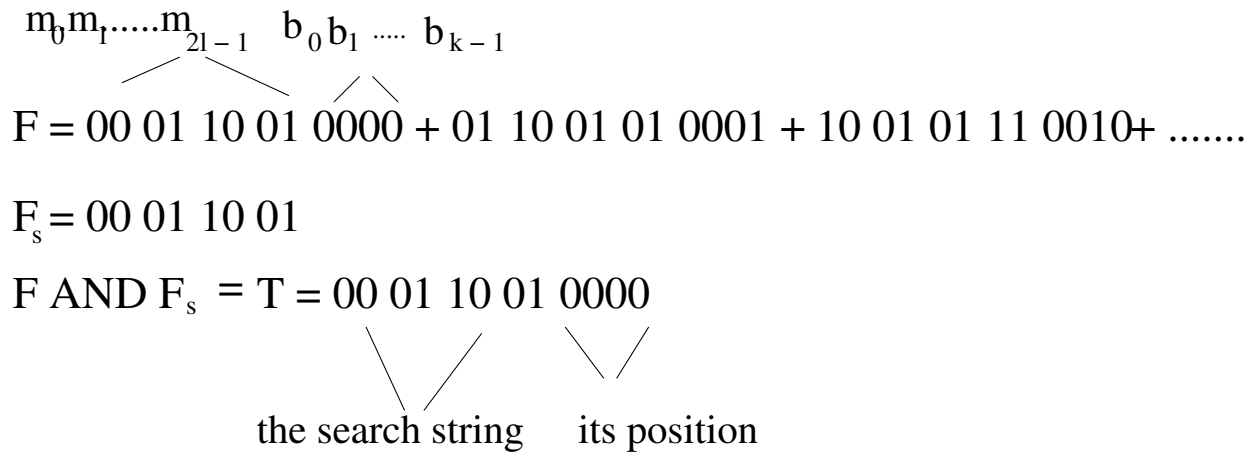 m₀m₁.....m₂ₗ₋₁ b₀b₁ ..... bₖ₋₁
F = 00 01 10 01 0000 + 01 10 01 01 0001 + 10 01 01 11 0010+ .......
Fₛ = 00 01 10 01
F AND Fₛ = T = 00 01 10 01 0000
the search string its position